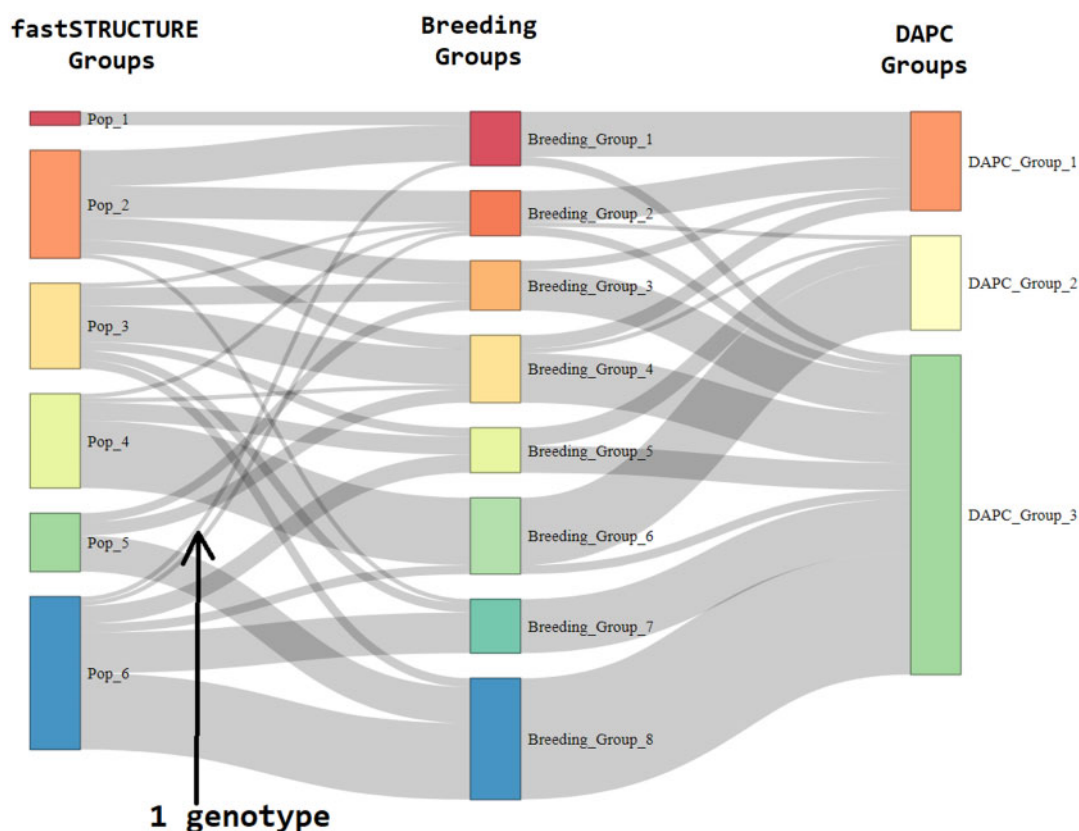 fastSTRUCTURE
Groups
Breeding
Groups
DAPC
Groups
Pop_1
Pop_2
Pop_3
Pop_4
Pop_5
Pop_6
Breeding_Group_1
Breeding_Group_2
Breeding_Group_3
Breeding_Group_4
Breeding_Group_5
Breeding_Group_6
Breeding_Group_7
Breeding_Group_8
DAPC_Group_1
DAPC_Group_2
DAPC_Group_3
1 genotype